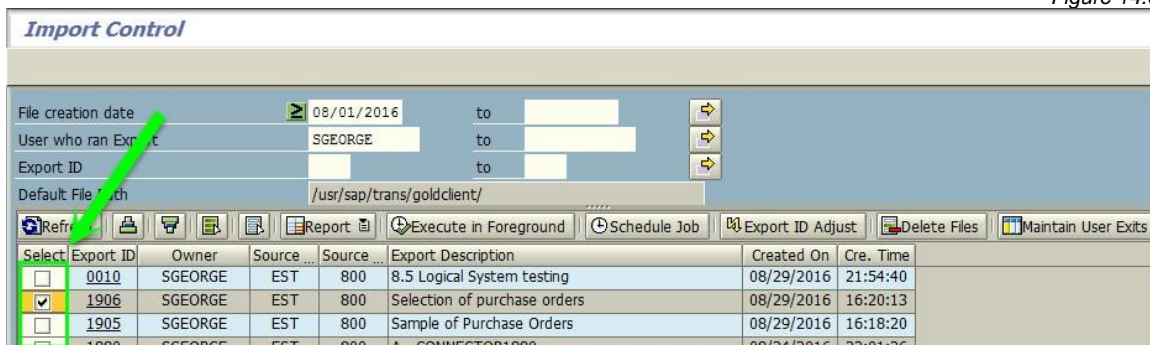 Import Control
File creation date ≥ 08/01/2016 to
User who ran Export SGEORGE to
Export ID to
Default File Path /usr/sap/trans/goldclient/
Refresh Report Execute in Foreground Schedule Job Export ID Adjust Delete Files Maintain User Exits
Select Export ID Owner Source ... Source ... Export Description Created On Cre. Time
0010 SGEORGE EST 800 8.5 Logical System testing 08/29/2016 21:54:40
1906 SGEORGE EST 800 Selection of purchase orders 08/29/2016 16:20:13
1905 SGEORGE EST 800 Sample of Purchase Orders 08/29/2016 16:18:20